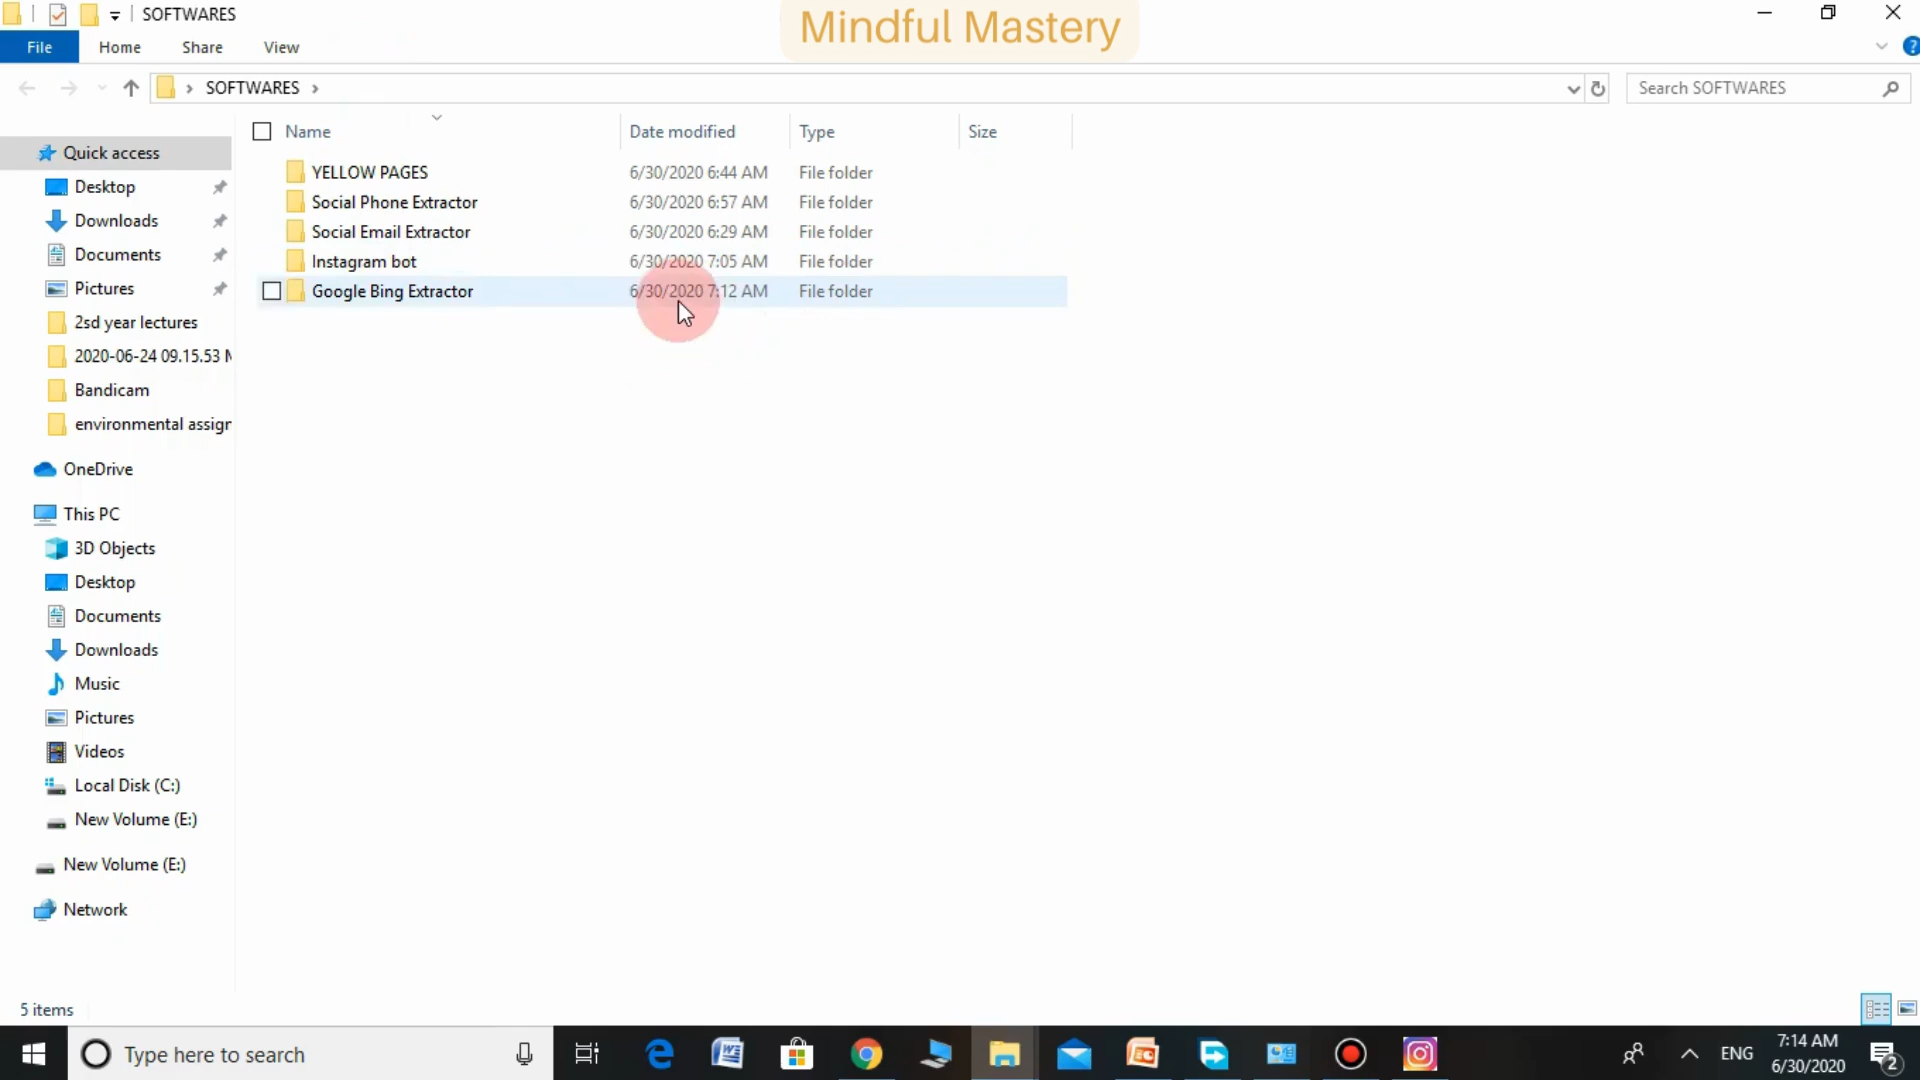 SOFTWARES
Mindful Mastery
File Home Share View
SOFTWARES
Search SOFTWARES
Name Date modified Type Size
Quick access
Desktop
Downloads
Documents
Pictures
2sd year lectures
2020-06-24 09.15.53 M
Bandicam
environmental assign
OneDrive
This PC
3D Objects
Desktop
Documents
Downloads
Music
Pictures
Videos
Local Disk (C:)
New Volume (E:)
New Volume (E:)
Network
YELLOW PAGES 6/30/2020 6:44 AM File folder
Social Phone Extractor 6/30/2020 6:57 AM File folder
Social Email Extractor 6/30/2020 6:29 AM File folder
Instagram bot 6/30/2020 7:05 AM File folder
Google Bing Extractor 6/30/2020 7:12 AM File folder
5 items
Type here to search
ENG
7:14 AM
6/30/2020
2